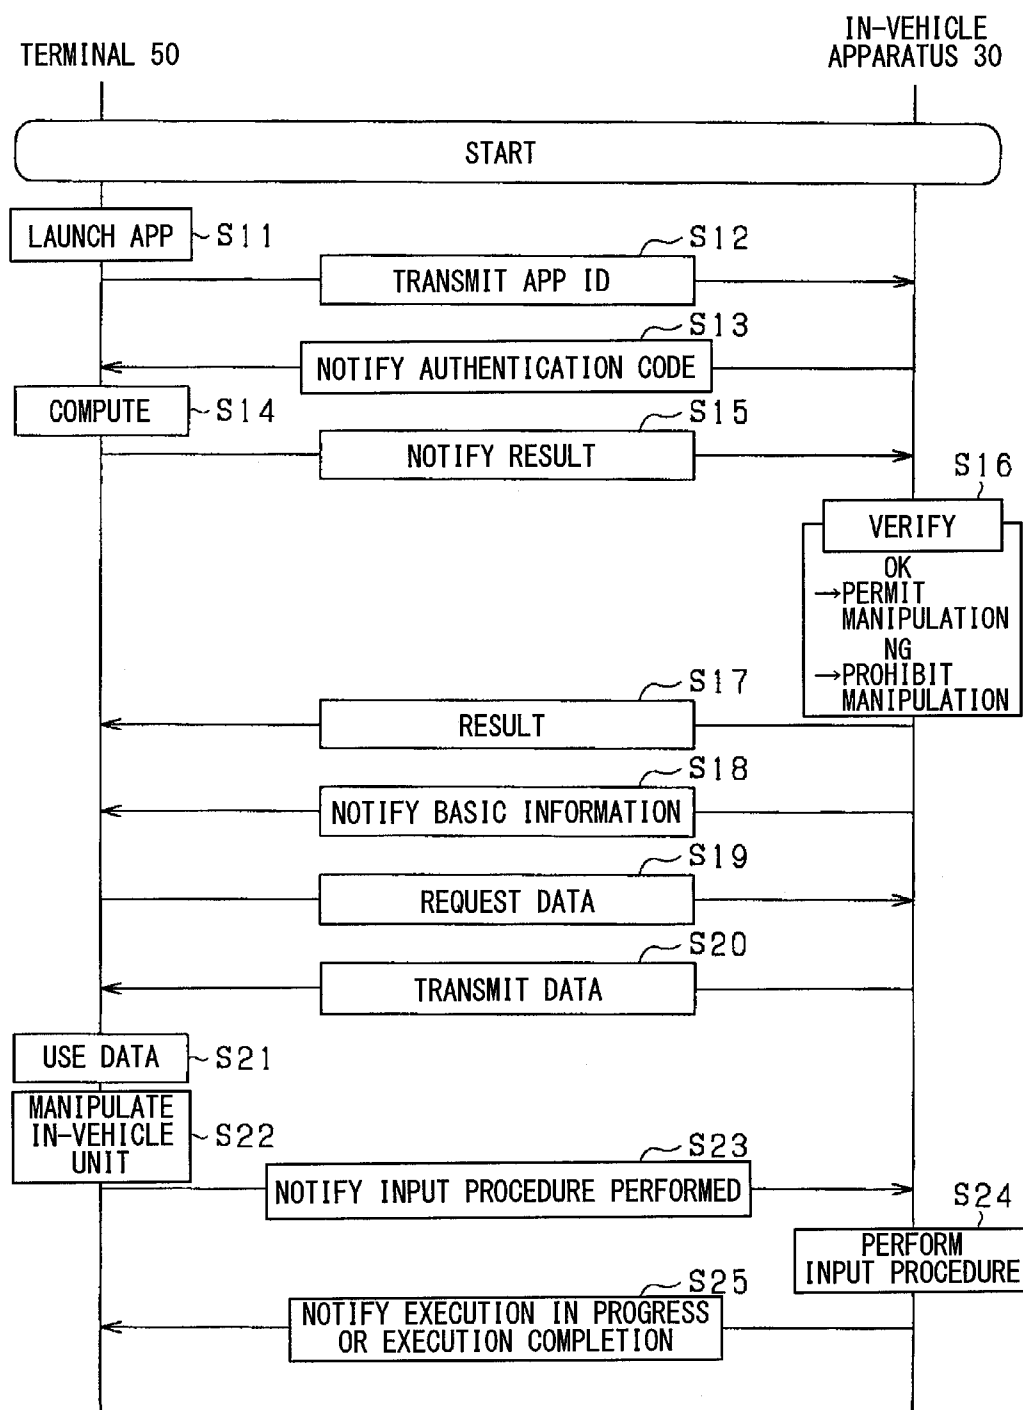 TERMINAL 50
IN-VEHICLE
APPARATUS 30
START
LAUNCH APP
S11
S12
TRANSMIT APP ID
S13
NOTIFY AUTHENTICATION CODE
COMPUTE
S14
S15
NOTIFY RESULT
S16
VERIFY
OK
→PERMIT
MANIPULATION
NG
→PROHIBIT
MANIPULATION
S17
RESULT
S18
NOTIFY BASIC INFORMATION
S19
REQUEST DATA
S20
TRANSMIT DATA
USE DATA
S21
MANIPULATE
IN-VEHICLE
UNIT
S22
S23
NOTIFY INPUT PROCEDURE PERFORMED
S24
PERFORM
INPUT PROCEDURE
S25
NOTIFY EXECUTION IN PROGRESS
OR EXECUTION COMPLETION